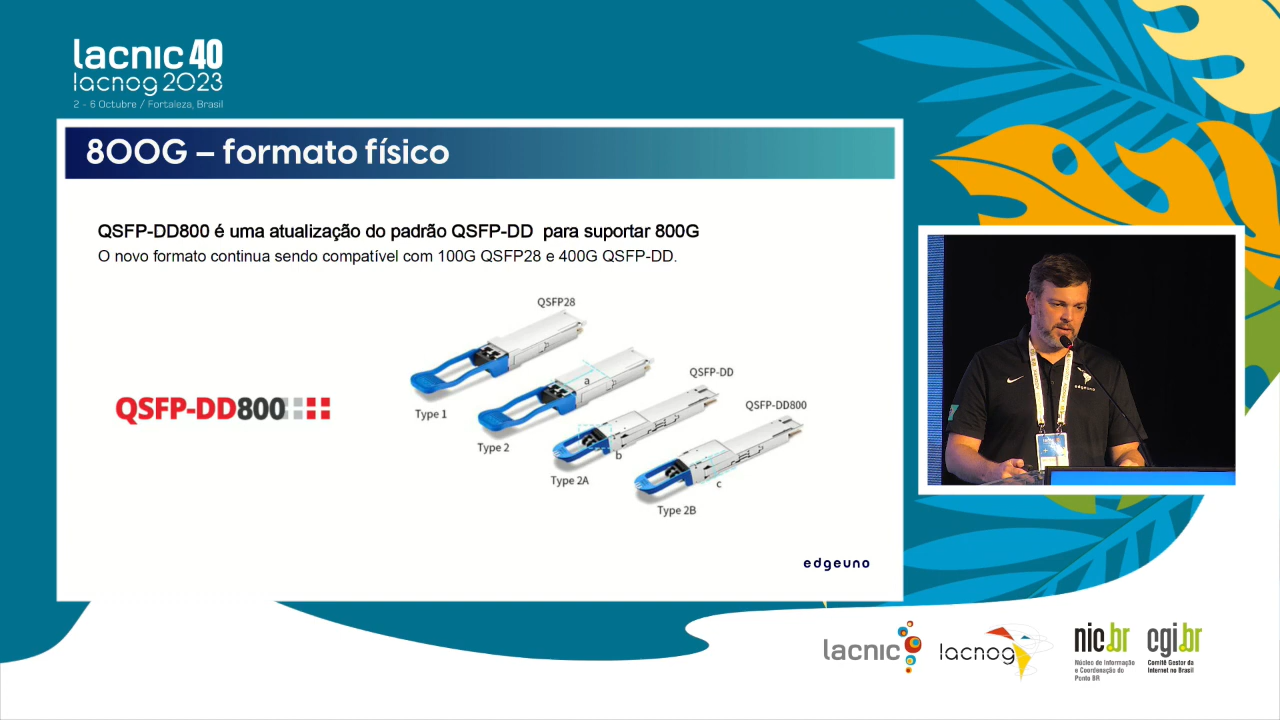 lacnic 40
lacnog 2023
2 - 6 Octubre / Fortaleza, Brasil
800G – formato físico
QSFP-DD800 é uma atualização do padrão QSFP-DD para suportar 800G
O novo formato continua sendo compatível com 100G QSFP28 e 400G QSFP-DD.
QSFP28
a
QSFP-DD
QSFP-DD800
QSFP-DD800
Type 1
Type 2
b
Type 2A
c
Type 2B
edgeuno
edgeuno
lacnic
lacnog
nic.br
Núcleo de Informação
e Coordenação do
Ponto BR
cgi.br
Comitê Gestor da
Internet no Brasil